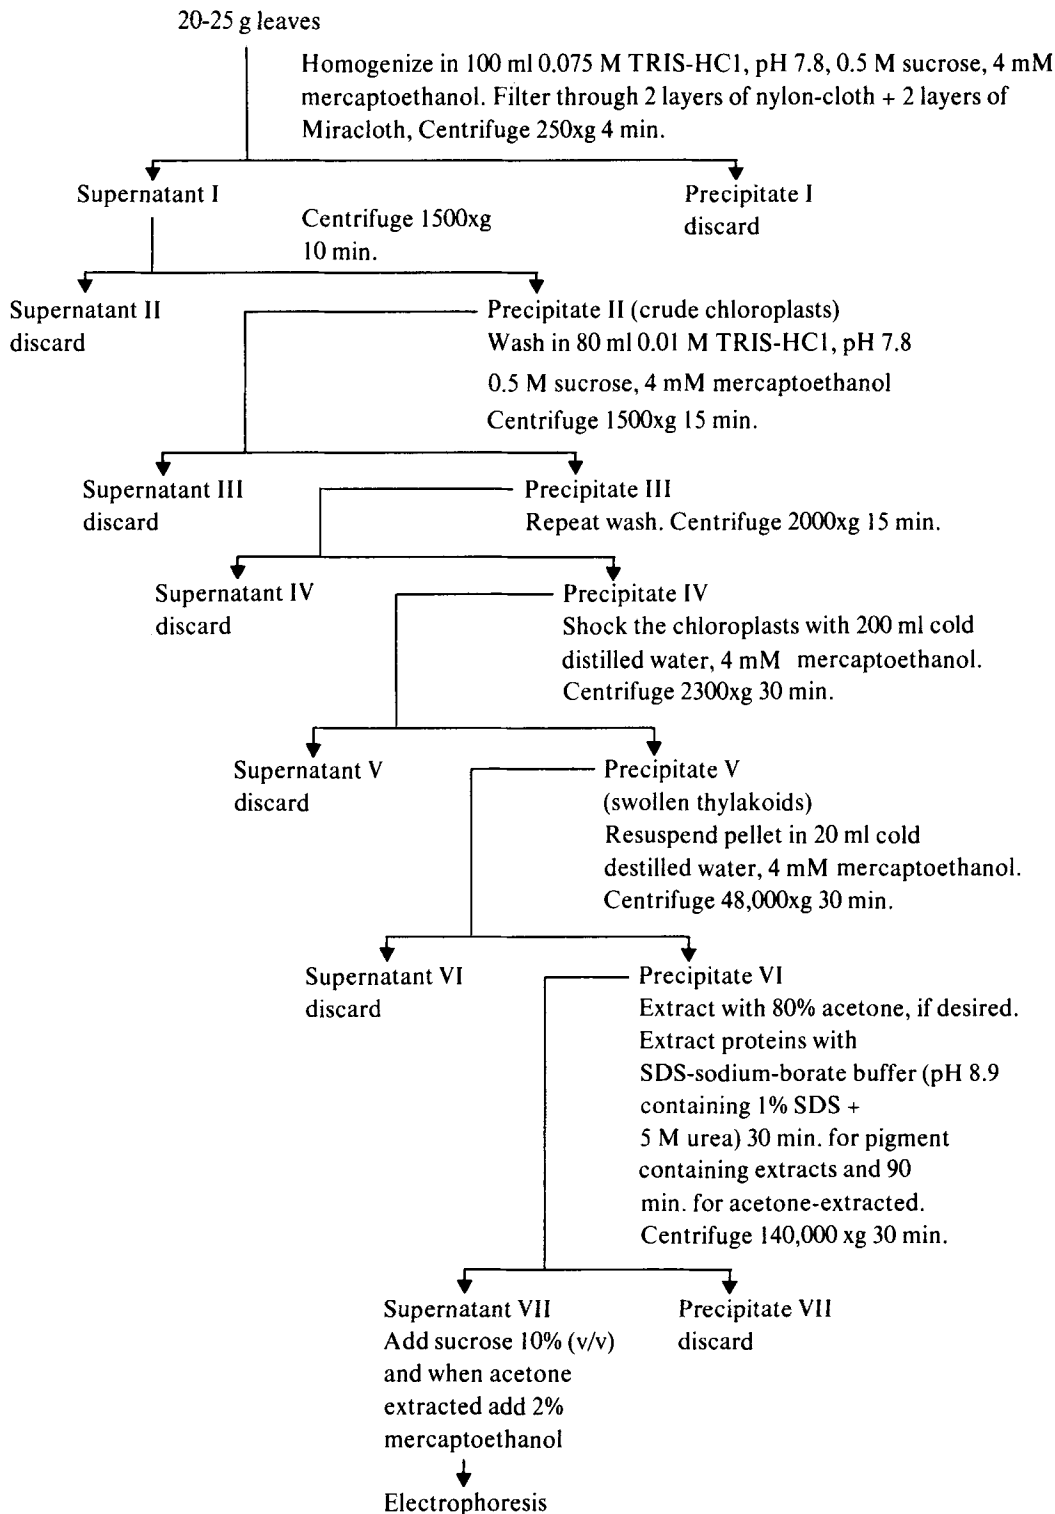 20-25 g leaves
Homogenize in 100 ml 0.075 M TRIS-HC1, pH 7.8, 0.5 M sucrose, 4 mM
mercaptoethanol. Filter through 2 layers of nylon-cloth + 2 layers of
Miracloth, Centrifuge 250xg 4 min.
Supernatant I
Precipitate I
discard
Centrifuge 1500xg
10 min.
Supernatant II
discard
Precipitate II (crude chloroplasts)
Wash in 80 ml 0.01 M TRIS-HC1, pH 7.8
0.5 M sucrose, 4 mM mercaptoethanol
Centrifuge 1500xg 15 min.
Supernatant III
discard
Precipitate III
Repeat wash. Centrifuge 2000xg 15 min.
Supernatant IV
discard
Precipitate IV
Shock the chloroplasts with 200 ml cold
distilled water, 4 mM mercaptoethanol.
Centrifuge 2300xg 30 min.
Supernatant V
discard
Precipitate V
(swollen thylakoids)
Resuspend pellet in 20 ml cold
destilled water, 4 mM mercaptoethanol.
Centrifuge 48,000xg 30 min.
Supernatant VI
discard
Precipitate VI
Extract with 80% acetone, if desired.
Extract proteins with
SDS-sodium-borate buffer (pH 8.9
containing 1% SDS +
5 M urea) 30 min. for pigment
containing extracts and 90
min. for acetone-extracted.
Centrifuge 140,000 xg 30 min.
Supernatant VII
Add sucrose 10% (v/v)
and when acetone
extracted add 2%
mercaptoethanol
Precipitate VII
discard
Electrophoresis